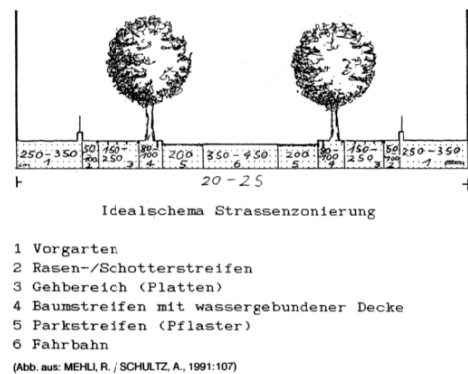 250-350 50-100 150-250 80-100 200 350-450 200 80-100 150-250 50-100 250-350
cm 1 2 3 4 5 6 5 4 3 2 1
20-25
Idealschema Strassenzonierung
1 Vorgarten
2 Rasen-/Schotterstreifen
3 Gehbereich (Platten)
4 Baumstreifen mit wassergebundener Decke
5 Parkstreifen (Pflaster)
6 Fahrbahn
(Abb. aus: MEHLI, R. / SCHULTZ, A., 1991:107)